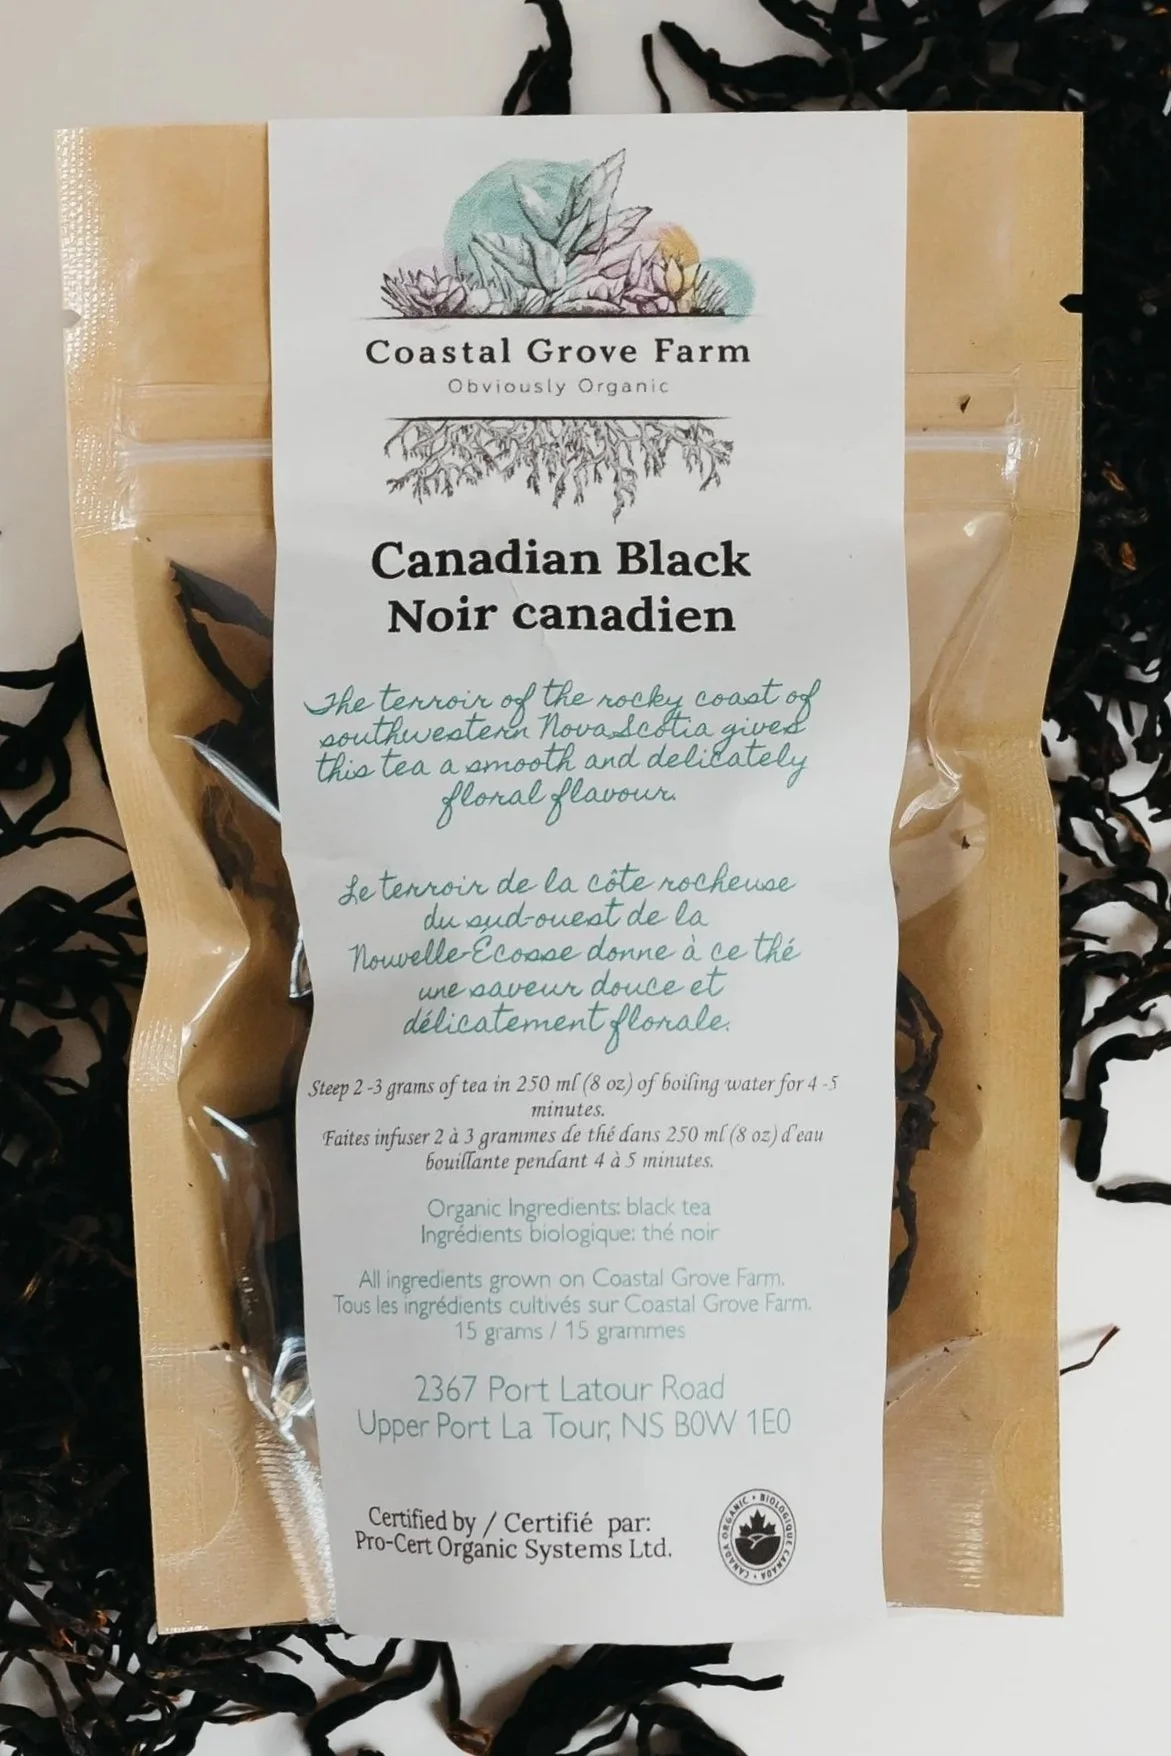 Coastal Grove Farm
Obviously Organic
Canadian Black
Noir canadien
The terroir of the rocky coast of
southwestern Nova Scotia gives
this tea a smooth and delicately
floral flavour.
Le terroir de la côte rocheuse
du sud-ouest de la
Nouvelle-Écosse donne à ce thé
une saveur douce et
délicatement florale.
Steep 2 -3 grams of tea in 250 ml (8 oz) of boiling water for 4 -5
minutes.
Faites infuser 2 à 3 grammes de thé dans 250 ml (8 oz) d'eau
bouillante pendant 4 à 5 minutes.
Organic Ingredients: black tea
Ingrédients biologique: thé noir
All ingredients grown on Coastal Grove Farm.
Tous les ingrédients cultivés sur Coastal Grove Farm.
15 grams / 15 grammes
2367 Port Latour Road
Upper Port La Tour, NS B0W 1E0
Certified by / Certifié par:
Pro-Cert Organic Systems Ltd.
CANADA ORGANIC • BIOLOGIQUE CANADA •